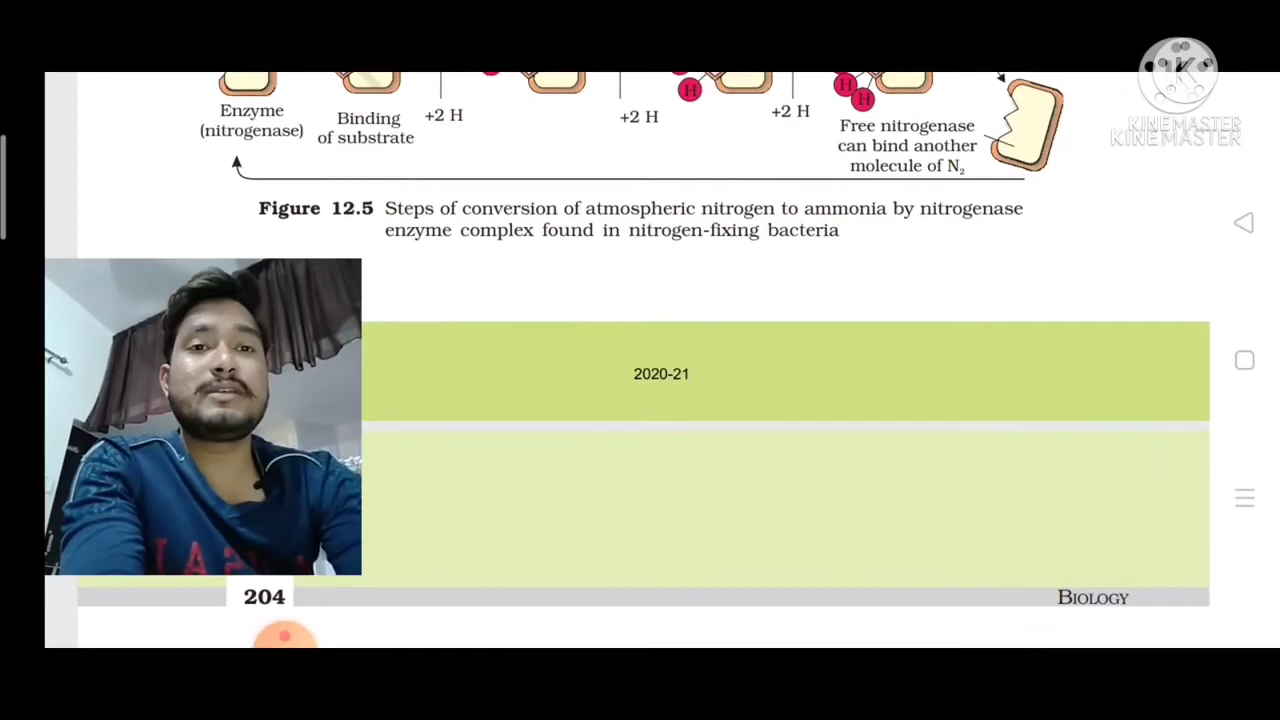 KINEMASTER
KINEMASTER
H
H
H
Enzyme
(nitrogenase)
Binding
of substrate
+2 H
+2 H
+2 H
Free nitrogenase
can bind another
molecule of N₂
Figure 12.5 Steps of conversion of atmospheric nitrogen to ammonia by nitrogenase
enzyme complex found in nitrogen-fixing bacteria
2020-21
204
BIOLOGY